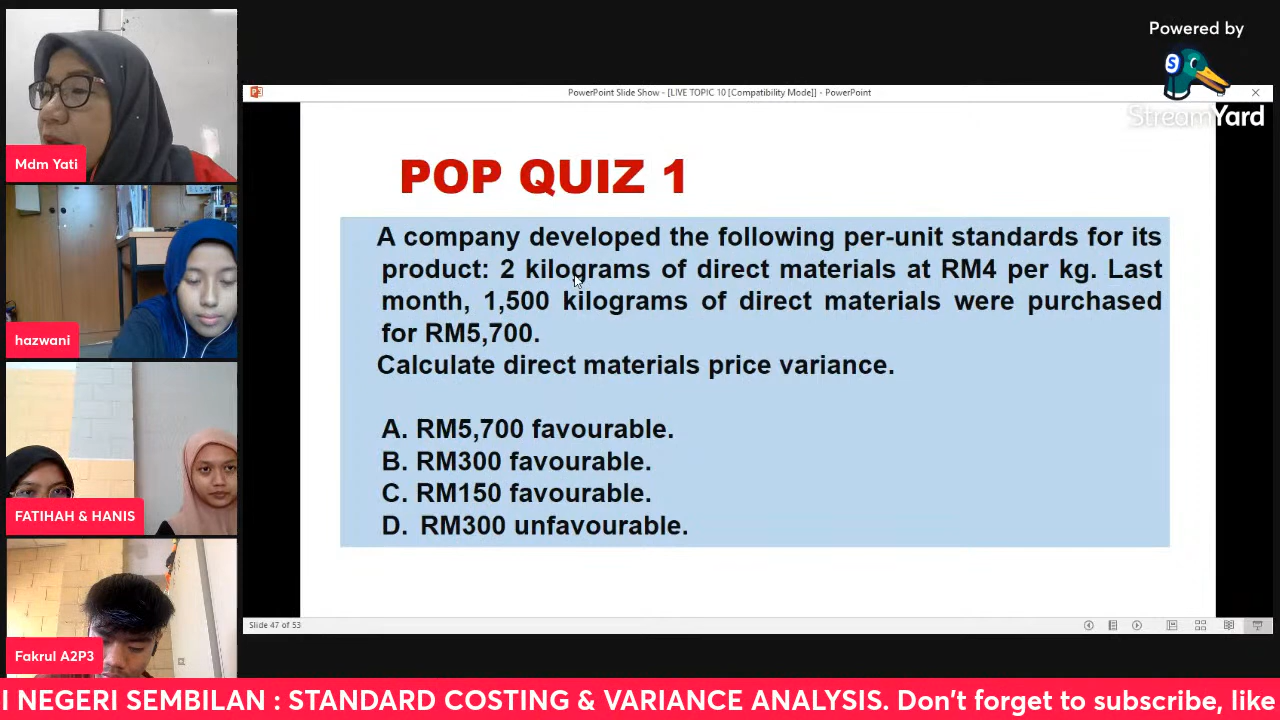 Powered by
StreamYard
PowerPoint Slide Show - [LIVE TOPIC 10 [Compatibility Mode]] - PowerPoint
Mdm Yati
POP QUIZ 1
A company developed the following per-unit standards for its
product: 2 kilograms of direct materials at RM4 per kg. Last
month, 1,500 kilograms of direct materials were purchased
for RM5,700.
Calculate direct materials price variance.
A. RM5,700 favourable.
B. RM300 favourable.
C. RM150 favourable.
D. RM300 unfavourable.
hazwani
FATIHAH & HANIS
Fakrul A2P3
Slide 47 of 53
I NEGERI SEMBILAN : STANDARD COSTING & VARIANCE ANALYSIS. Don't forget to subscribe, like